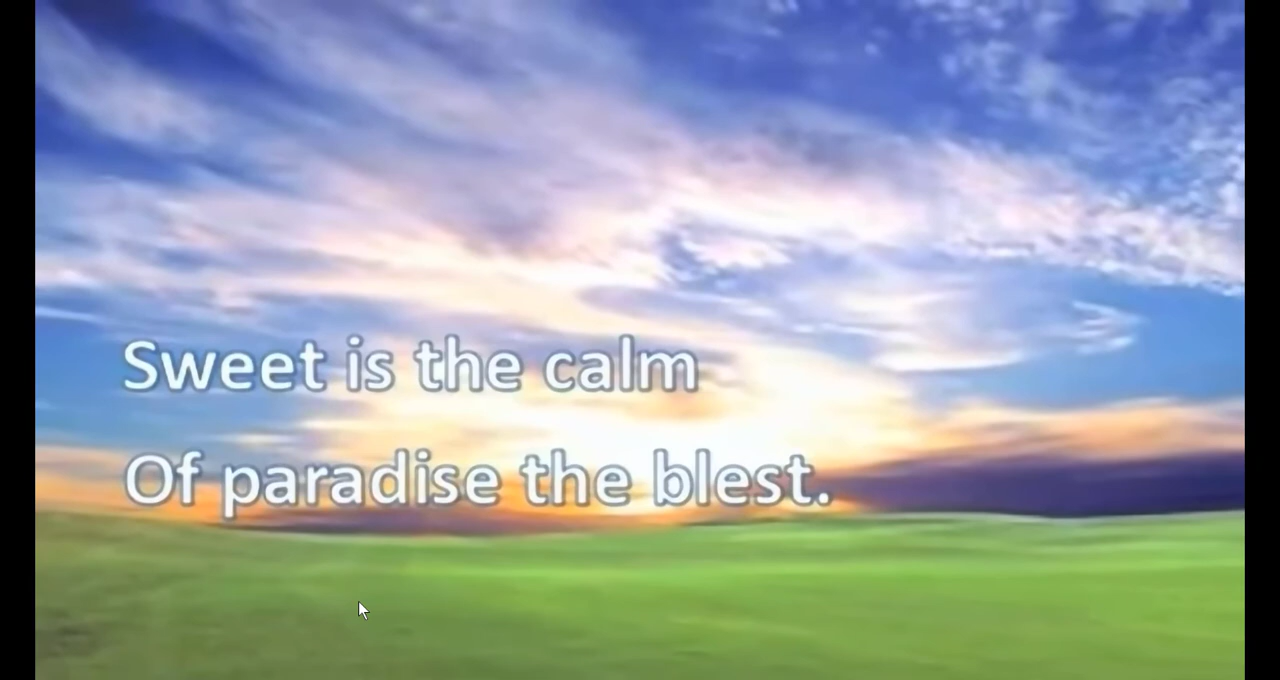 Sweet is the calm
Of paradise the blest.